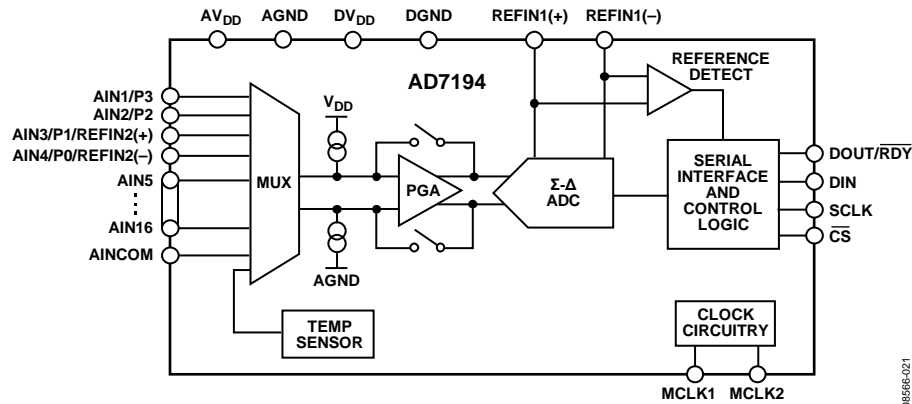 AVDD AGND DVDD DGND REFIN1(+) REFIN1(–)
AD7194
REFERENCE
DETECT
AIN1/P3
AIN2/P2
AIN3/P1/REFIN2(+)
AIN4/P0/REFIN2(–)
AIN5
AIN16
AINCOM
MUX
VDD
AGND
PGA
Σ-Δ
ADC
SERIAL
INTERFACE
AND
CONTROL
LOGIC
DOUT/RDY
DIN
SCLK
CS
TEMP
SENSOR
CLOCK
CIRCUITRY
MCLK1 MCLK2
08566-021